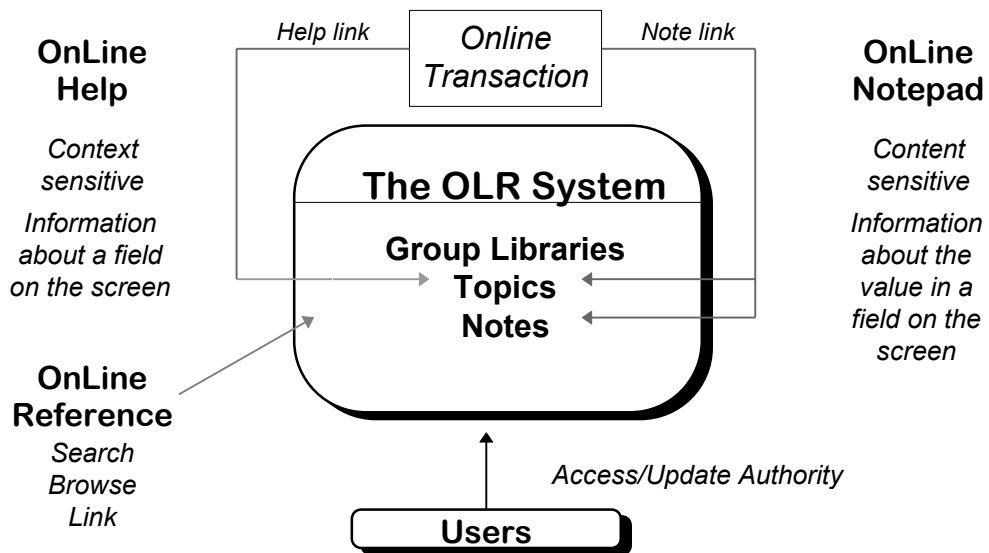 Help link
Online
Transaction
Note link
OnLine
Help
OnLine
Notepad
Context
sensitive
Information
about a field
on the screen
The OLR System
Group Libraries
Topics
Notes
Content
sensitive
Information
about the
value in a
field on the
screen
OnLine
Reference
Search
Browse
Link
Access/Update Authority
Users